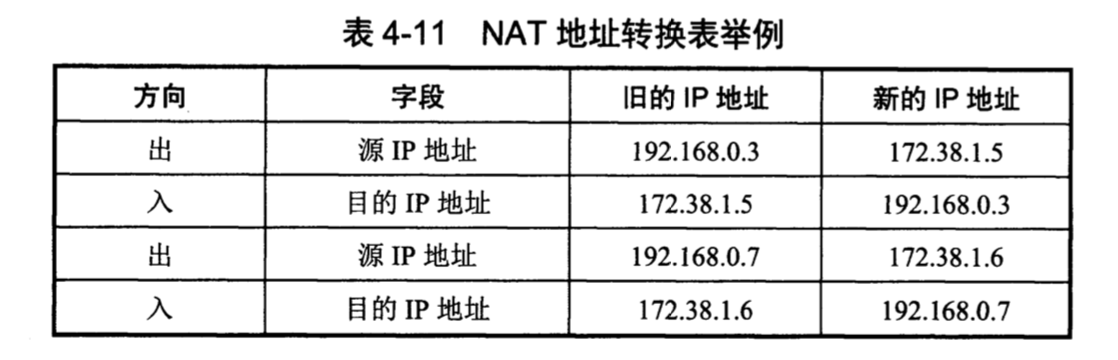 表 4-11 NAT 地址转换表举例
方向 字段 旧的 IP 地址 新的 IP 地址
出 源 IP 地址 192.168.0.3 172.38.1.5
入 目的 IP 地址 172.38.1.5 192.168.0.3
出 源 IP 地址 192.168.0.7 172.38.1.6
入 目的 IP 地址 172.38.1.6 192.168.0.7